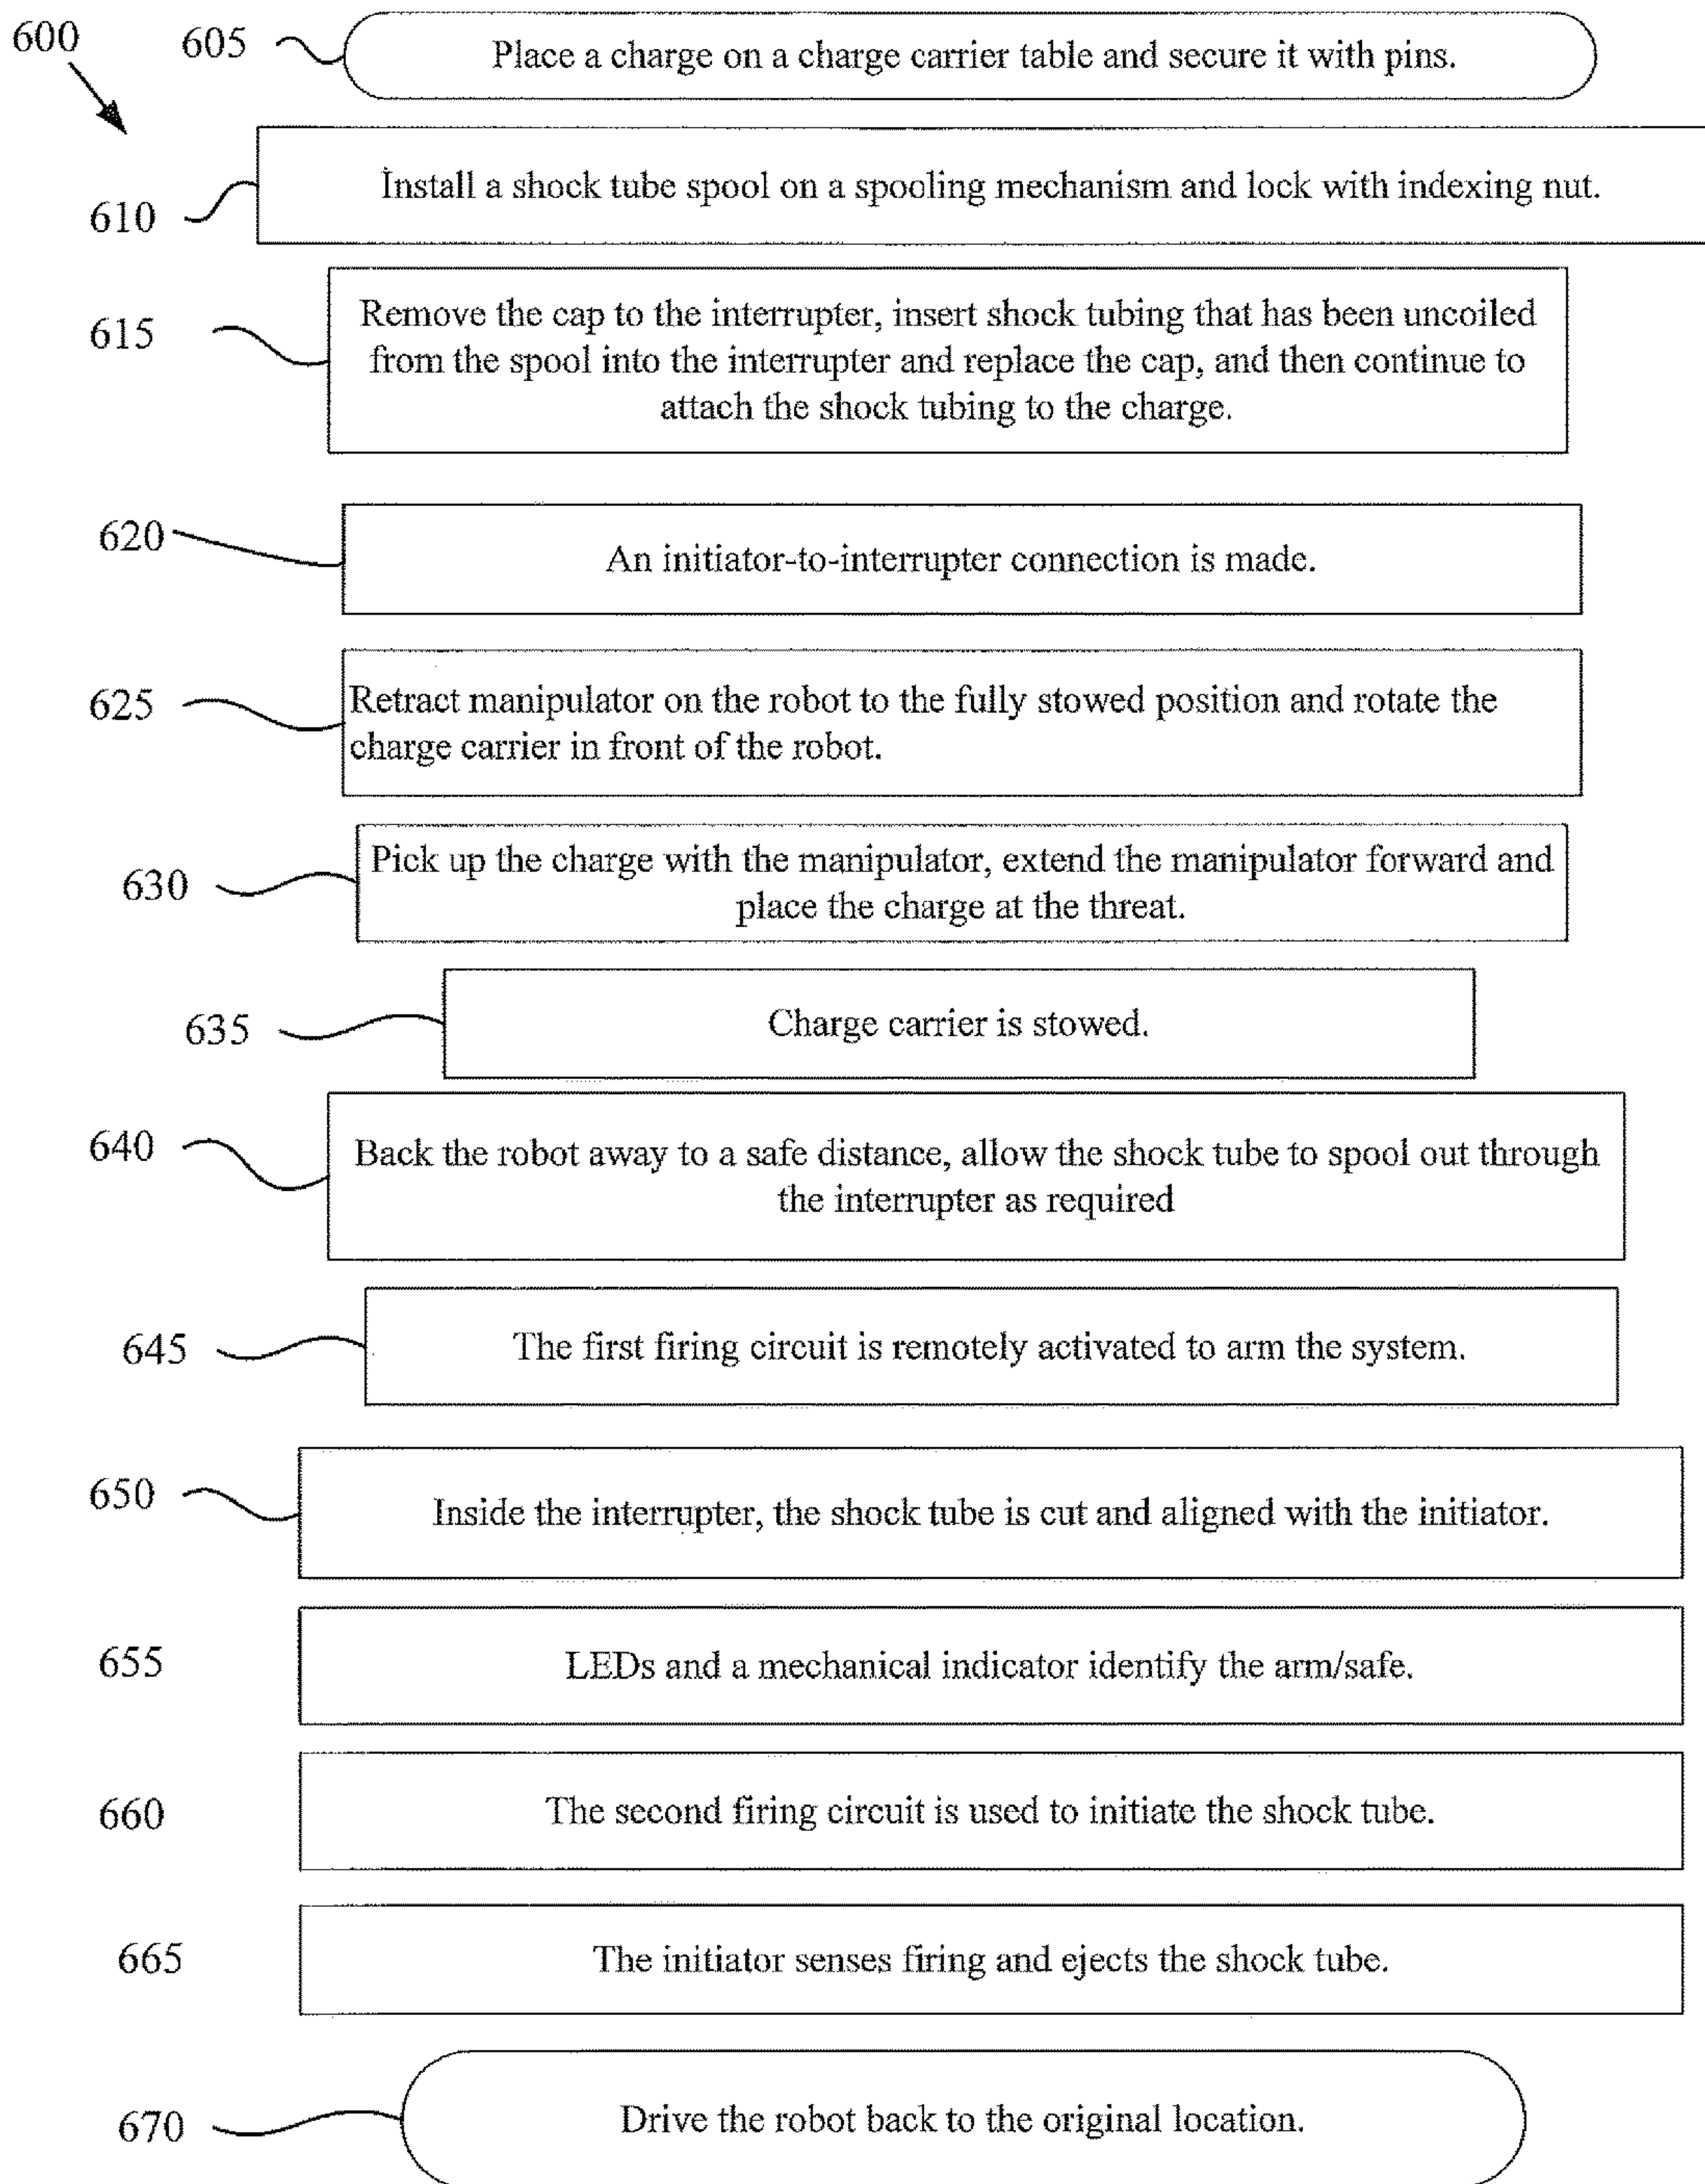 600
605
Place a charge on a charge carrier table and secure it with pins.
610
Install a shock tube spool on a spooling mechanism and lock with indexing nut.
615
Remove the cap to the interrupter, insert shock tubing that has been uncoiled
from the spool into the interrupter and replace the cap, and then continue to
attach the shock tubing to the charge.
620
An initiator-to-interrupter connection is made.
625
Retract manipulator on the robot to the fully stowed position and rotate the
charge carrier in front of the robot.
630
Pick up the charge with the manipulator, extend the manipulator forward and
place the charge at the threat.
635
Charge carrier is stowed.
640
Back the robot away to a safe distance, allow the shock tube to spool out through
the interrupter as required
645
The first firing circuit is remotely activated to arm the system.
650
Inside the interrupter, the shock tube is cut and aligned with the initiator.
655
LEDs and a mechanical indicator identify the arm/safe.
660
The second firing circuit is used to initiate the shock tube.
665
The initiator senses firing and ejects the shock tube.
670
Drive the robot back to the original location.